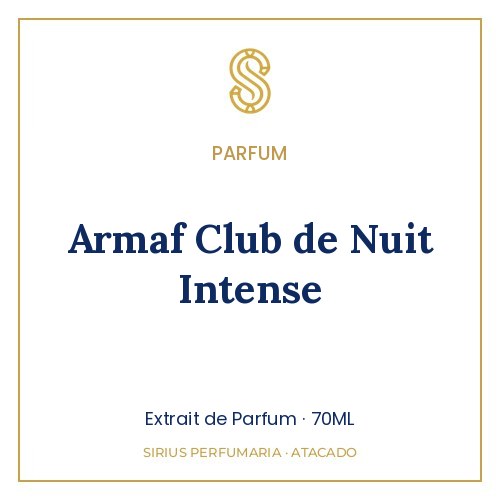 PARFUM
Armaf Club de Nuit
Intense
Extrait de Parfum · 70ML
SIRIUS PERFUMARIA · ATACADO